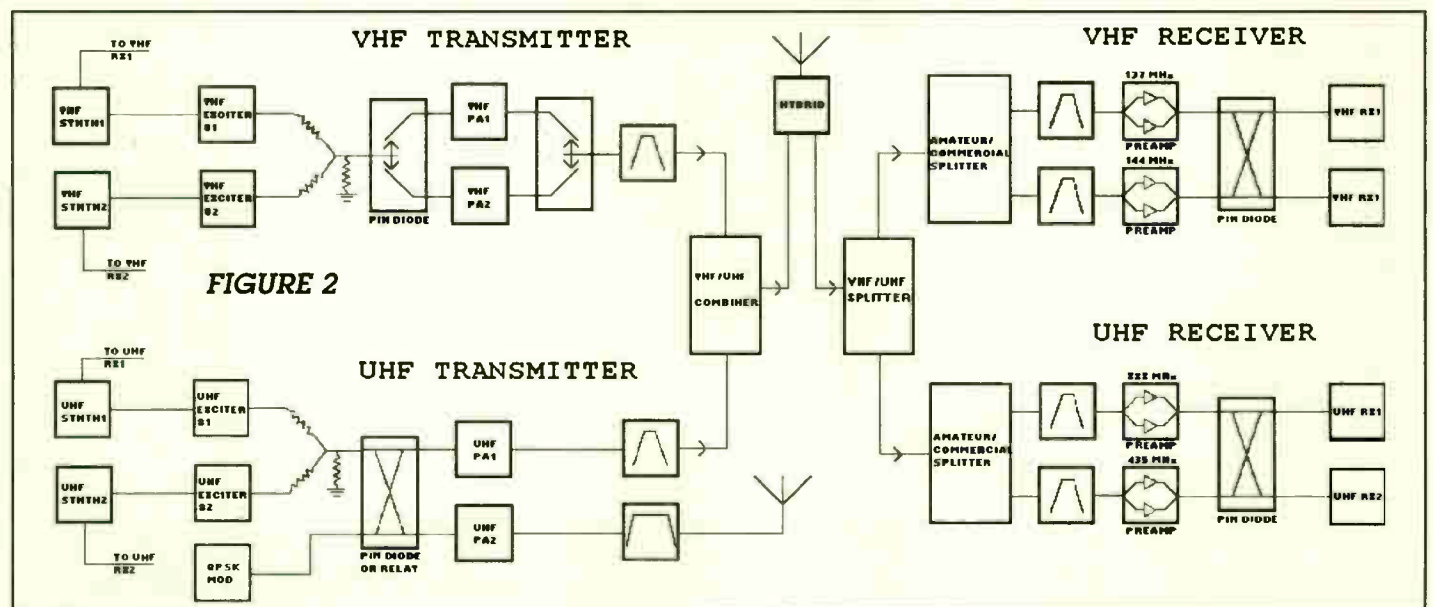 VHF TRANSMITTER
TO VHF
RX1
VHF
SYNTH1
VHF
EXCITER
#1
VHF
SYNTH2
VHF
EXCITER
#2
TO VHF
RX2
PIN DIODE
VHF
PA1
VHF
PA2
FIGURE 2
UHF TRANSMITTER
TO UHF
RX1
UHF
SYNTH1
UHF
EXCITER
#1
UHF
SYNTH2
UHF
EXCITER
#2
TO UHF
RX2
QPSK
MOD
PIN DIODE
OR RELAY
UHF
PA1
UHF
PA2
VHF/UHF
COMBINER
HYBRID
VHF/UHF
SPLITTER
VHF RECEIVER
AMATEUR/
COMMERCIAL
SPLITTER
137 MHz
PREAMP
144 MHz
PREAMP
PIN DIODE
VHF RX1
VHF RX1
UHF RECEIVER
AMATEUR/
COMMERCIAL
SPLITTER
MHz
PREAMP
435 MHz
PREAMP
PIN DIODE
UHF RX1
UHF RX2